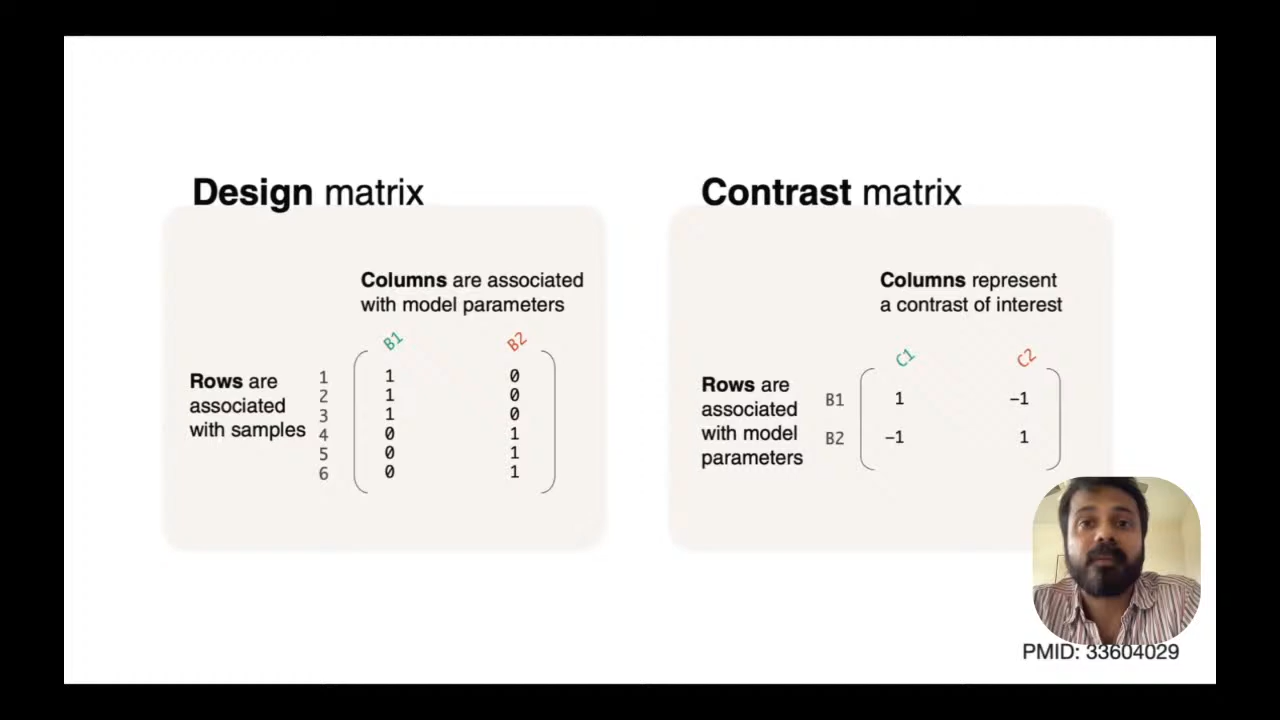 Design matrix
Columns are associated
with model parameters
B1 B2
Rows are
associated
with samples
1 1 0
2 1 0
3 1 0
4 0 1
5 0 1
6 0 1
Contrast matrix
Columns represent
a contrast of interest
C1 C2
Rows are
associated
with model
parameters
B1 1 −1
B2 −1 1
PMID: 33604029